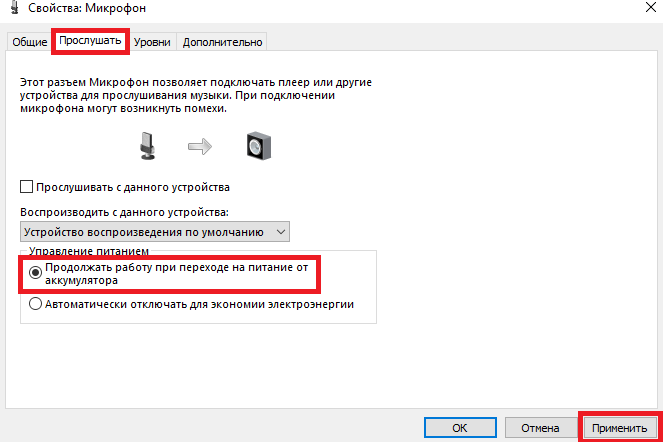 Свойства: Микрофон
Общие Прослушать Уровни Дополнительно
Этот разъем Микрофон позволяет подключать плеер или другие
устройства для прослушивания музыки. При подключении
микрофона могут возникнуть помехи.
Прослушивать с данного устройства
Воспроизводить с данного устройства:
Устройство воспроизведения по умолчанию
Управление питанием
Продолжать работу при переходе на питание от
аккумулятора
Автоматически отключать для экономии электроэнергии
ОК Отмена Применить